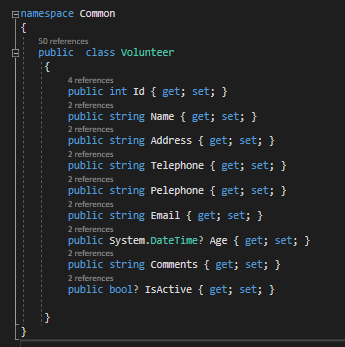 namespace Common
{
50 references
public  class Volunteer
{
4 references
public int Id { get; set; }
2 references
public string Name { get; set; }
2 references
public string Address { get; set; }
2 references
public string Telephone { get; set; }
2 references
public string Pelephone { get; set; }
2 references
public string Email { get; set; }
2 references
public System.DateTime? Age { get; set; }
2 references
public string Comments { get; set; }
2 references
public bool? IsActive { get; set; }
}
}